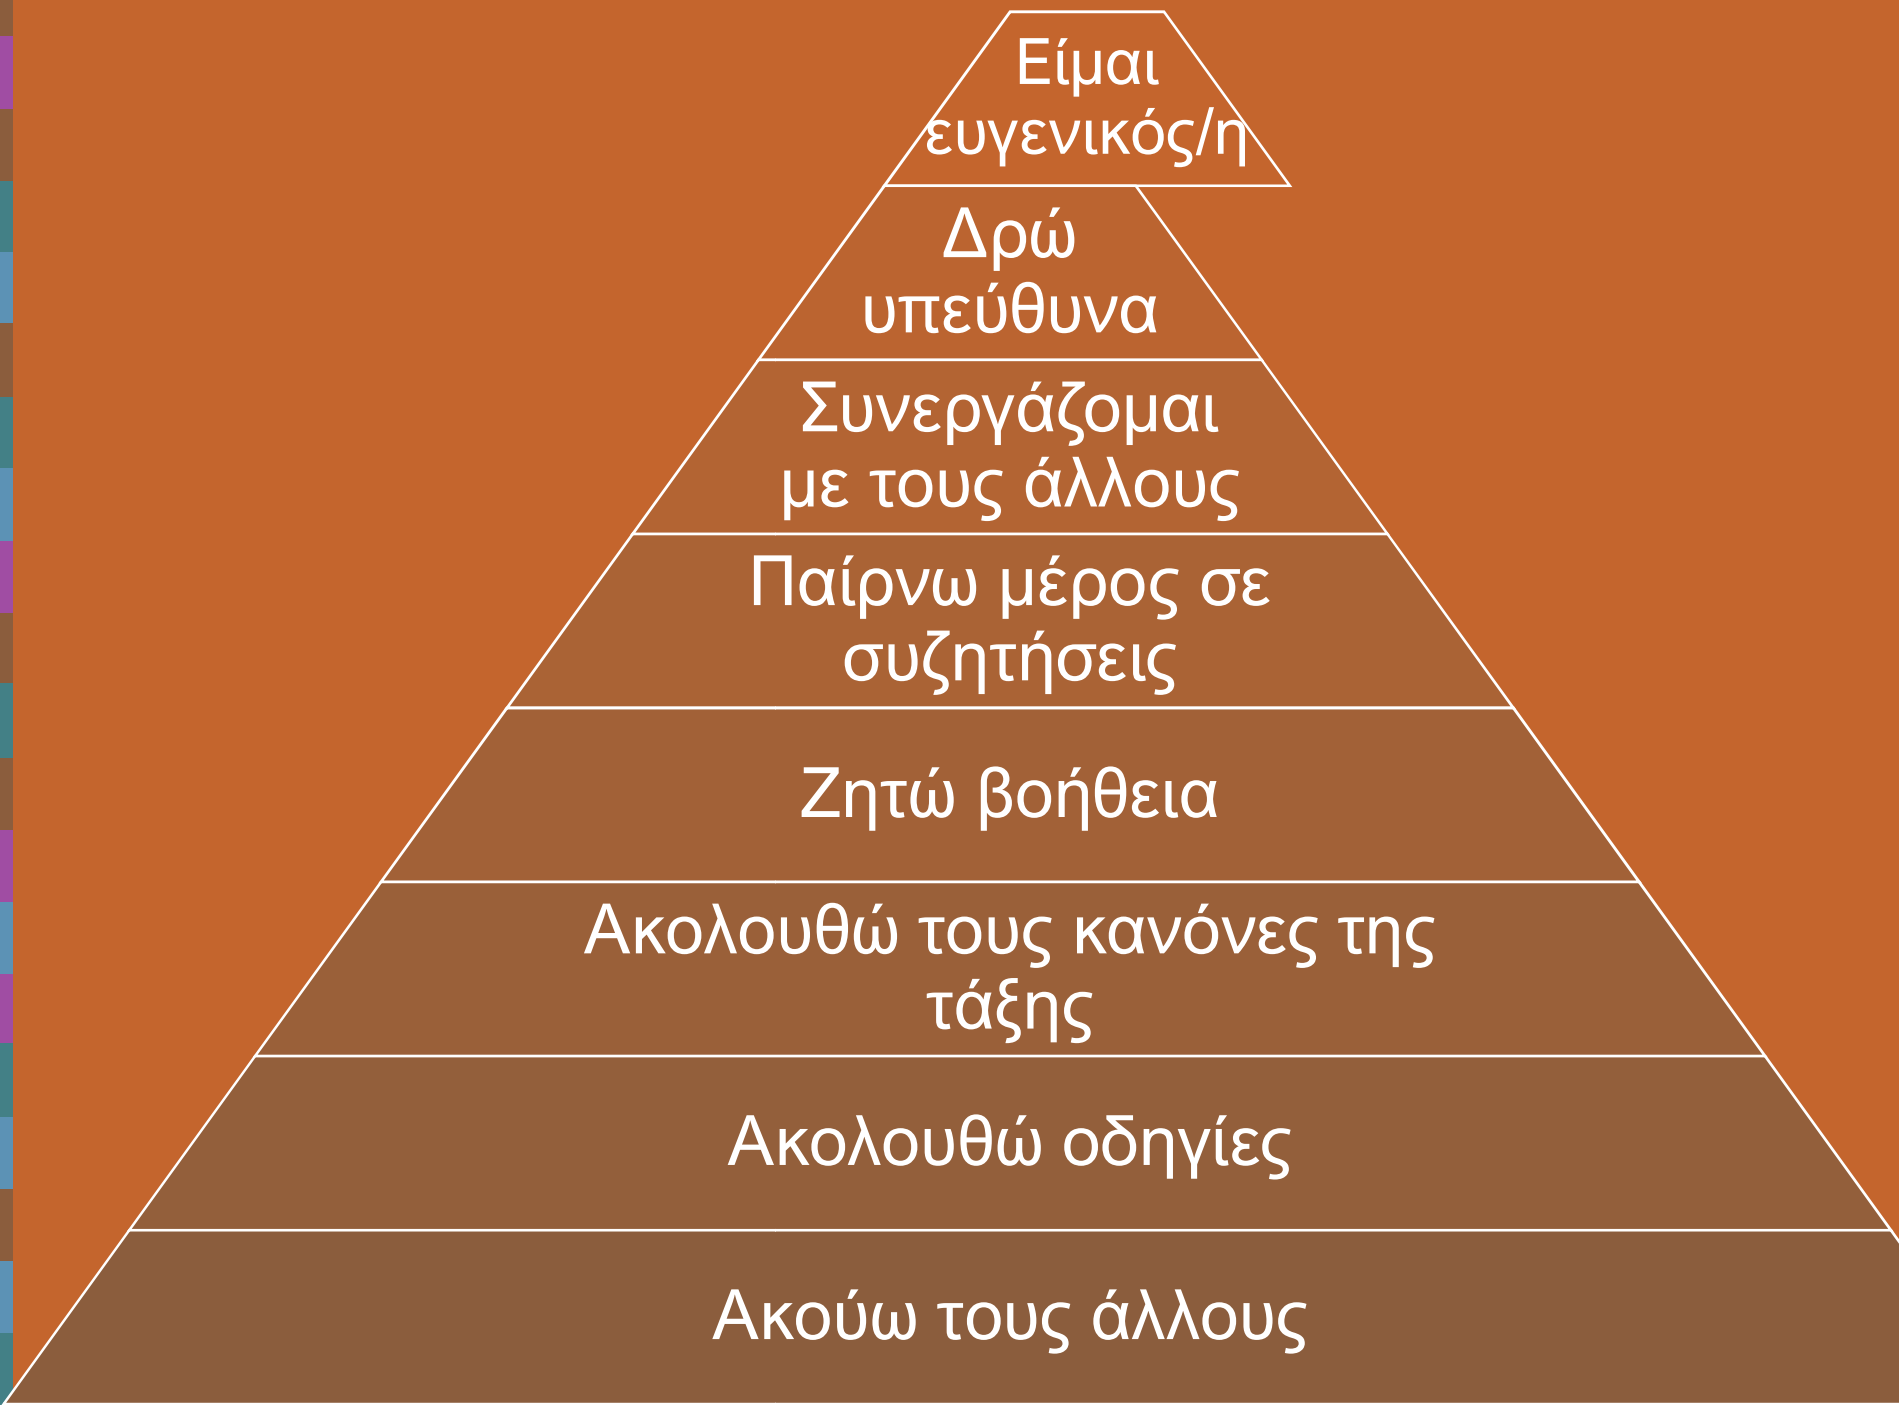 Είμαι
ευγενικός/η
Δρώ
υπεύθυνα
Συνεργάζομαι
με τους άλλους
Παίρνω μέρος σε
συζητήσεις
Ζητώ βοήθεια
Ακολουθώ τους κανόνες της
τάξης
Ακολουθώ οδηγίες
Ακούω τους άλλους